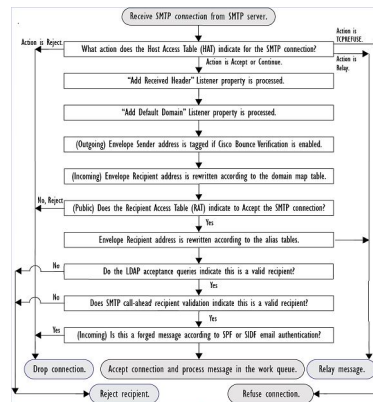 Receive SMTP connection from SMTP server.
Action is Reject.
Action is
TCPREFUSE.
What action does the Host Access Table (HAT) indicate for the SMTP connection?
Action is Accept or Continue.
Action is
Relay.
"Add Received Header" Listener property is processed.
"Add Default Domain" Listener property is processed.
(Outgoing) Envelope Sender address is tagged if Cisco Bounce Verification is enabled.
(Incoming) Envelope Recipient address is rewritten according to the domain map table.
No, Reject
(Public) Does the Recipient Access Table (RAT) indicate to Accept the SMTP connection?
Yes
Envelope Recipient address is rewritten according to the alias tables.
No
Do the LDAP acceptance queries indicate this is a valid recipient?
Yes
No
Does SMTP call-ahead recipient validation indicate this is a valid recipient?
Yes
Yes
(Incoming) Is this a forged message according to SPF or SIDF email authentication?
Drop connection.
Accept connection and process message in the work queue.
Relay message.
Reject recipient.
Refuse connection.